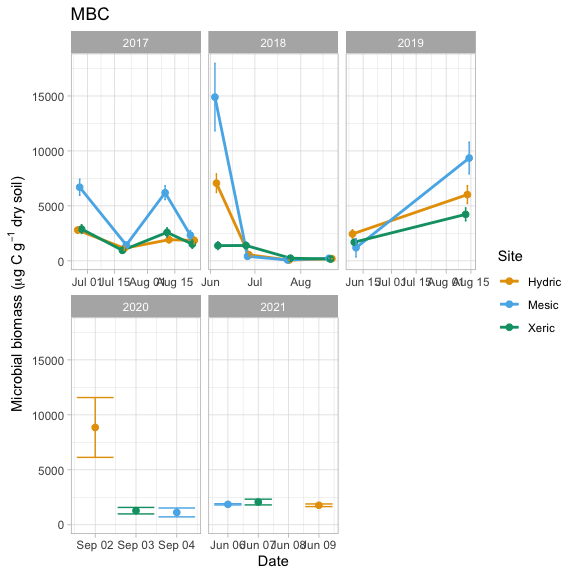 MBC
2017 2018 2019
15000
10000
5000
0
Jul 01 Jul 15 Aug 01 Aug 15 Jun Jul Aug Jun 15 Jul 01 Jul 15 Aug 01 Aug 15
Microbial biomass (μg C g⁻¹ dry soil)
Site
Hydric
Mesic
Xeric
2020 2021
15000
10000
5000
0
Sep 02 Sep 03 Sep 04 Jun 06 Jun 07 Jun 08 Jun 09
Date